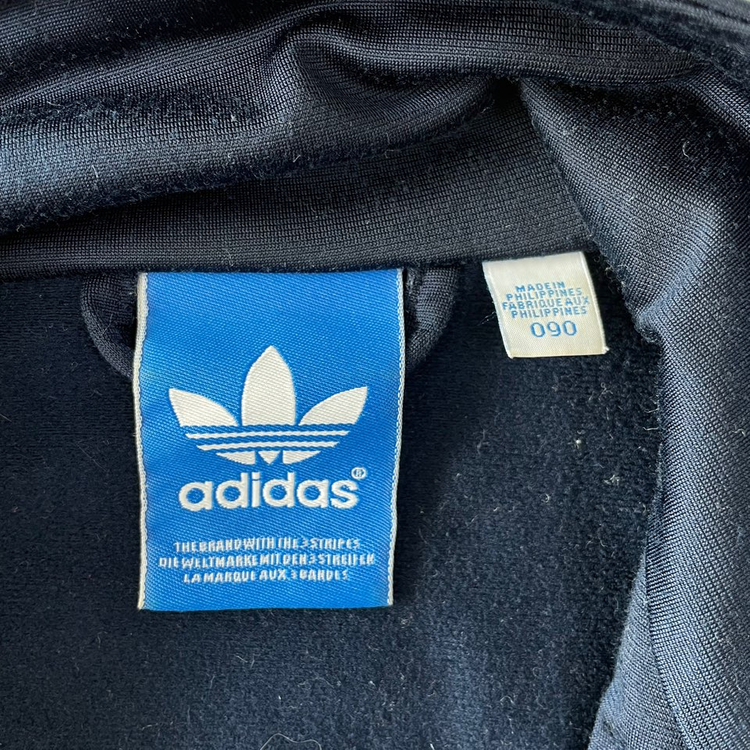 adidas®
THE BRAND WITH THE 3 STRIPES
DIE WELTMARKE MIT DEN 3 STREIFEN
LA MARQUE AUX 3 BANDES
MADE IN
PHILIPPINES
FABRIQUE AUX
PHILIPPINES
090